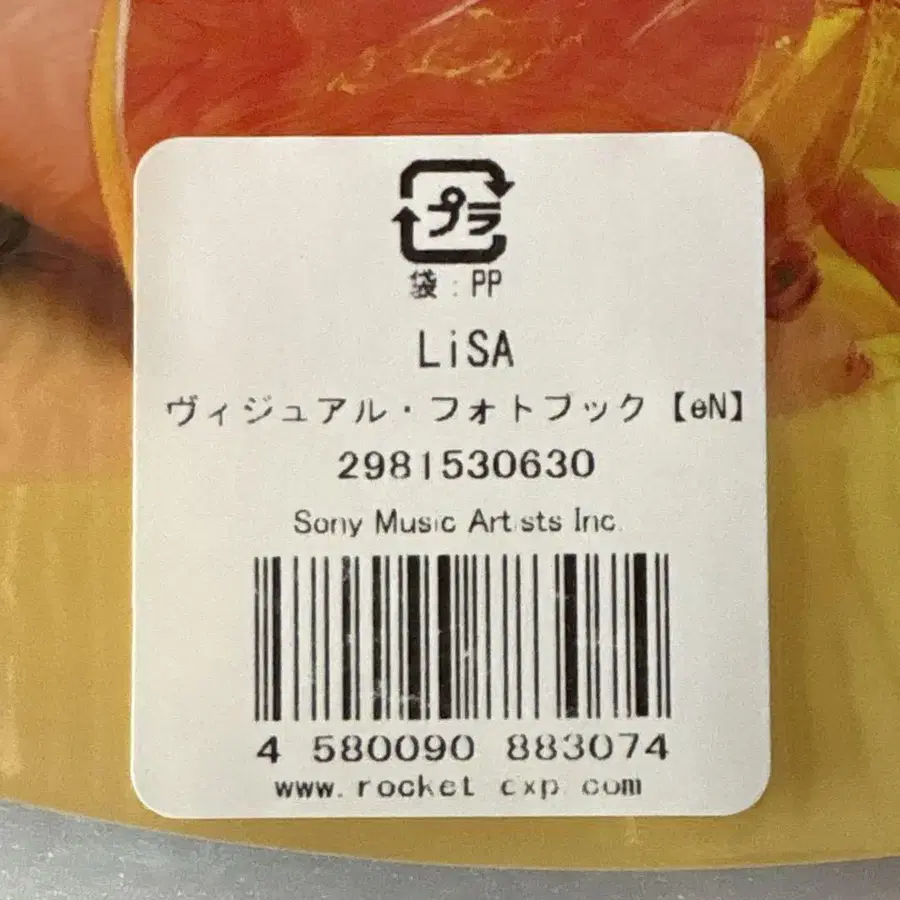 プラ
袋:PP
LiSA
ヴィジュアル・フォトブック【eN】
2981530630
Sony Music Artists Inc.
4 580090 883074
www.rocket-exp.com